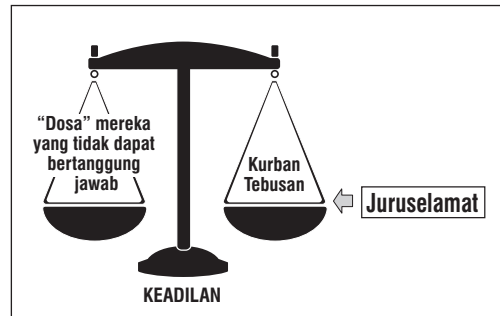 “Dosa” mereka
yang tidak dapat
bertanggung
jawab
Kurban
Tebusan
Juruselamat
KEADILAN